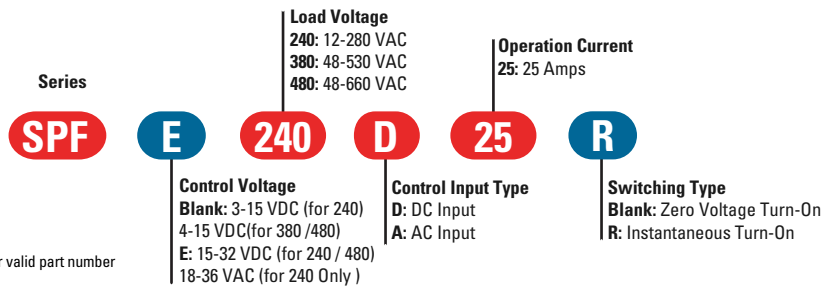 Load Voltage
240: 12-280 VAC
380: 48-530 VAC
480: 48-660 VAC
Operation Current
25: 25 Amps
Series
SPF E 240 D 25 R
Control Voltage
Blank: 3-15 VDC (for 240)
4-15 VDC(for 380 /480)
E: 15-32 VDC (for 240 / 480)
18-36 VAC (for 240 Only )
Control Input Type
D: DC Input
A: AC Input
Switching Type
Blank: Zero Voltage Turn-On
R: Instantaneous Turn-On
valid part number